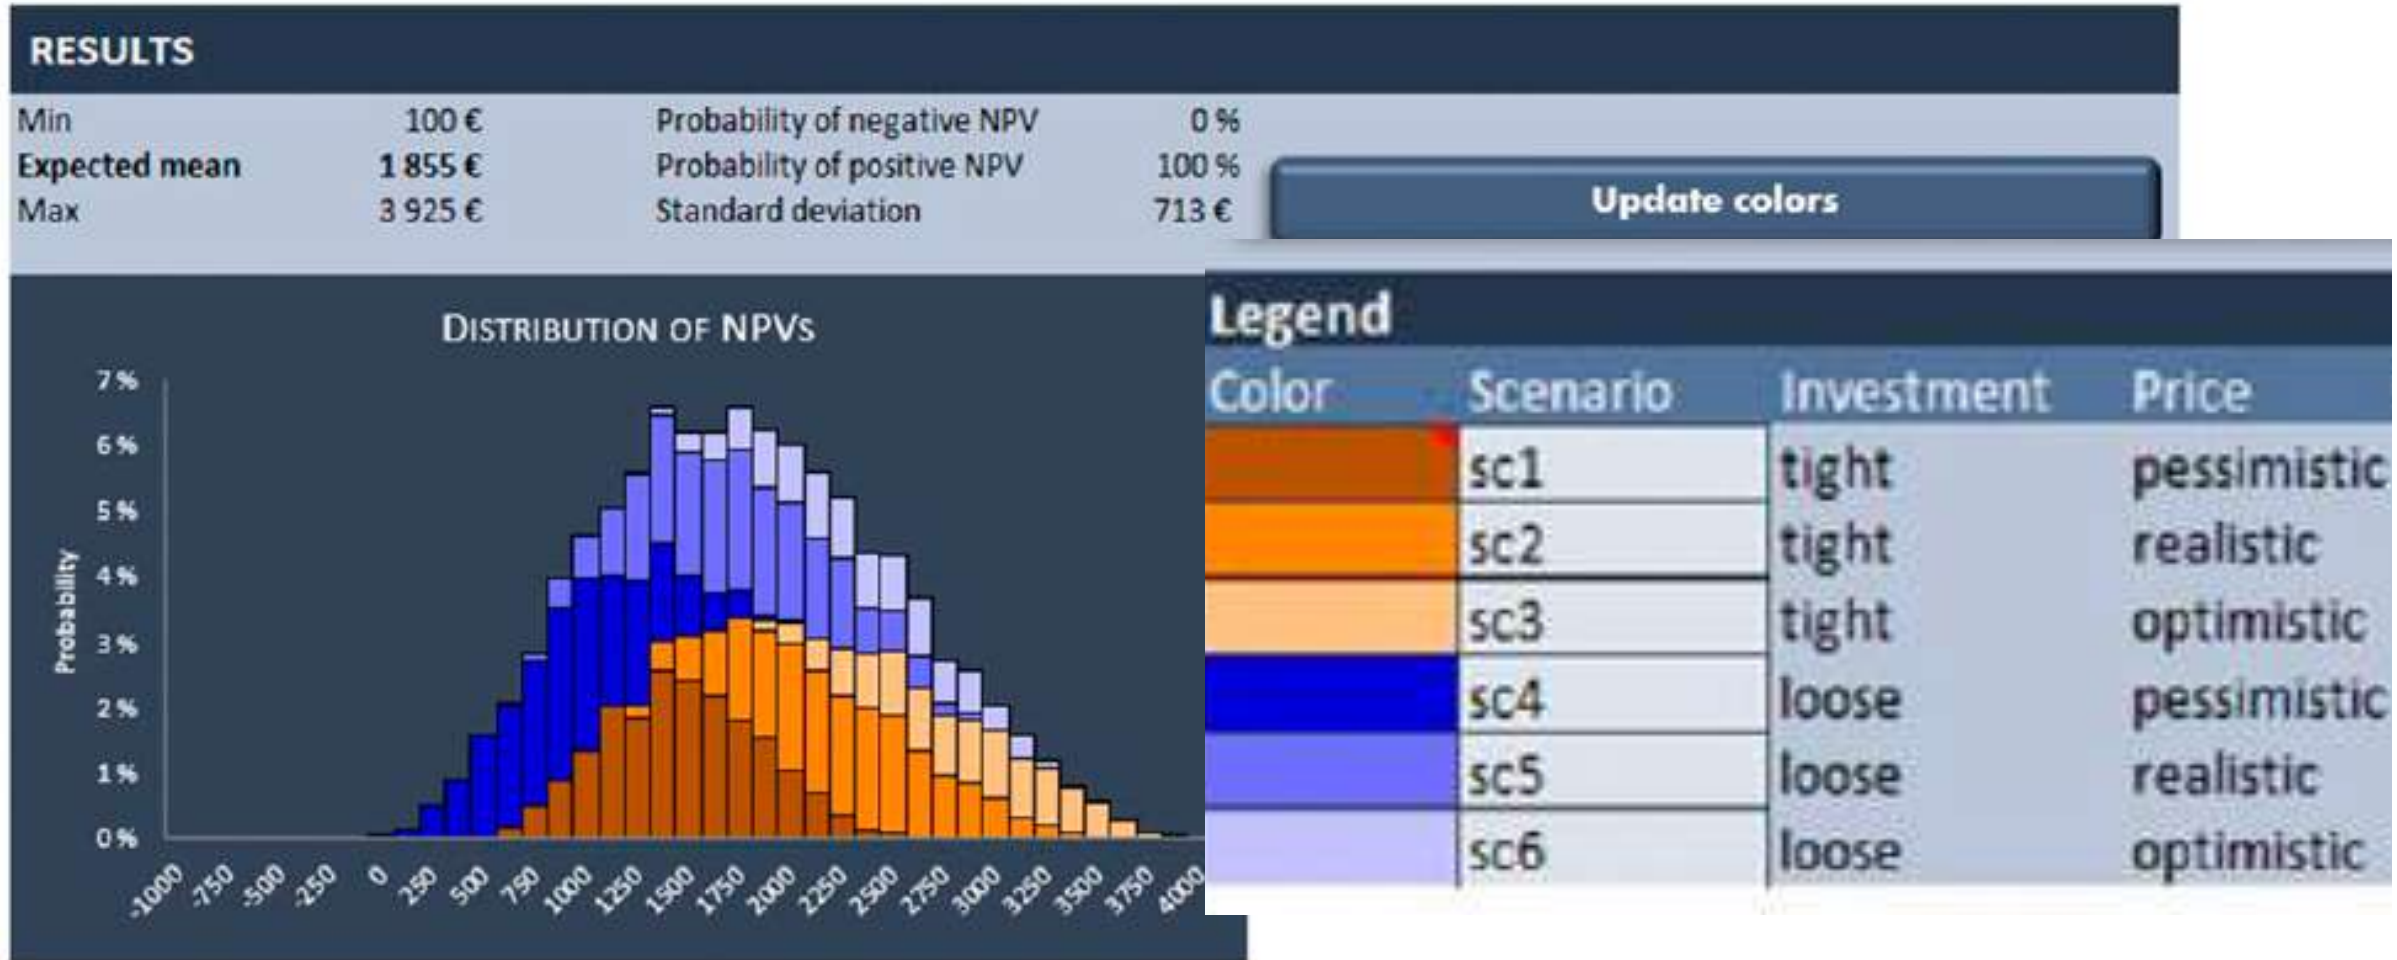 RESULTS
Min 100 € Probability of negative NPV 0 %
Expected mean 1 855 € Probability of positive NPV 100 %
Max 3 925 € Standard deviation 713 €
Update colors
DISTRIBUTION OF NPVS
Probability
7 %
6 %
5 %
4 %
3 %
2 %
1 %
0 %
-1000 -750 -500 -250 0 250 500 750 1000 1250 1500 1750 2000 2250 2500 2750 3000 3250 3500 3750 4000
Legend
Color Scenario Investment Price
sc1 tight pessimistic
sc2 tight realistic
sc3 tight optimistic
sc4 loose pessimistic
sc5 loose realistic
sc6 loose optimistic